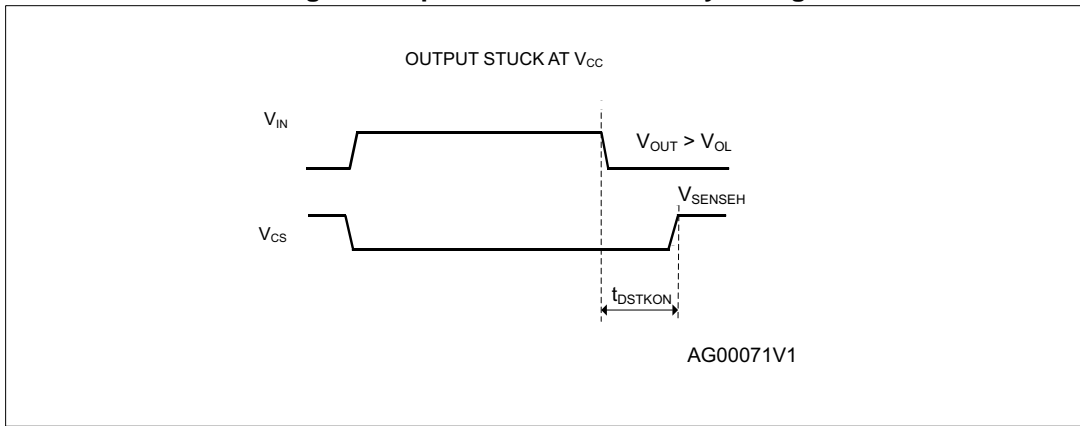 OUTPUT STUCK AT VCC
VIN
VOUT > VOL
VSENSEH
VCS
tDSTKON
AG00071V1